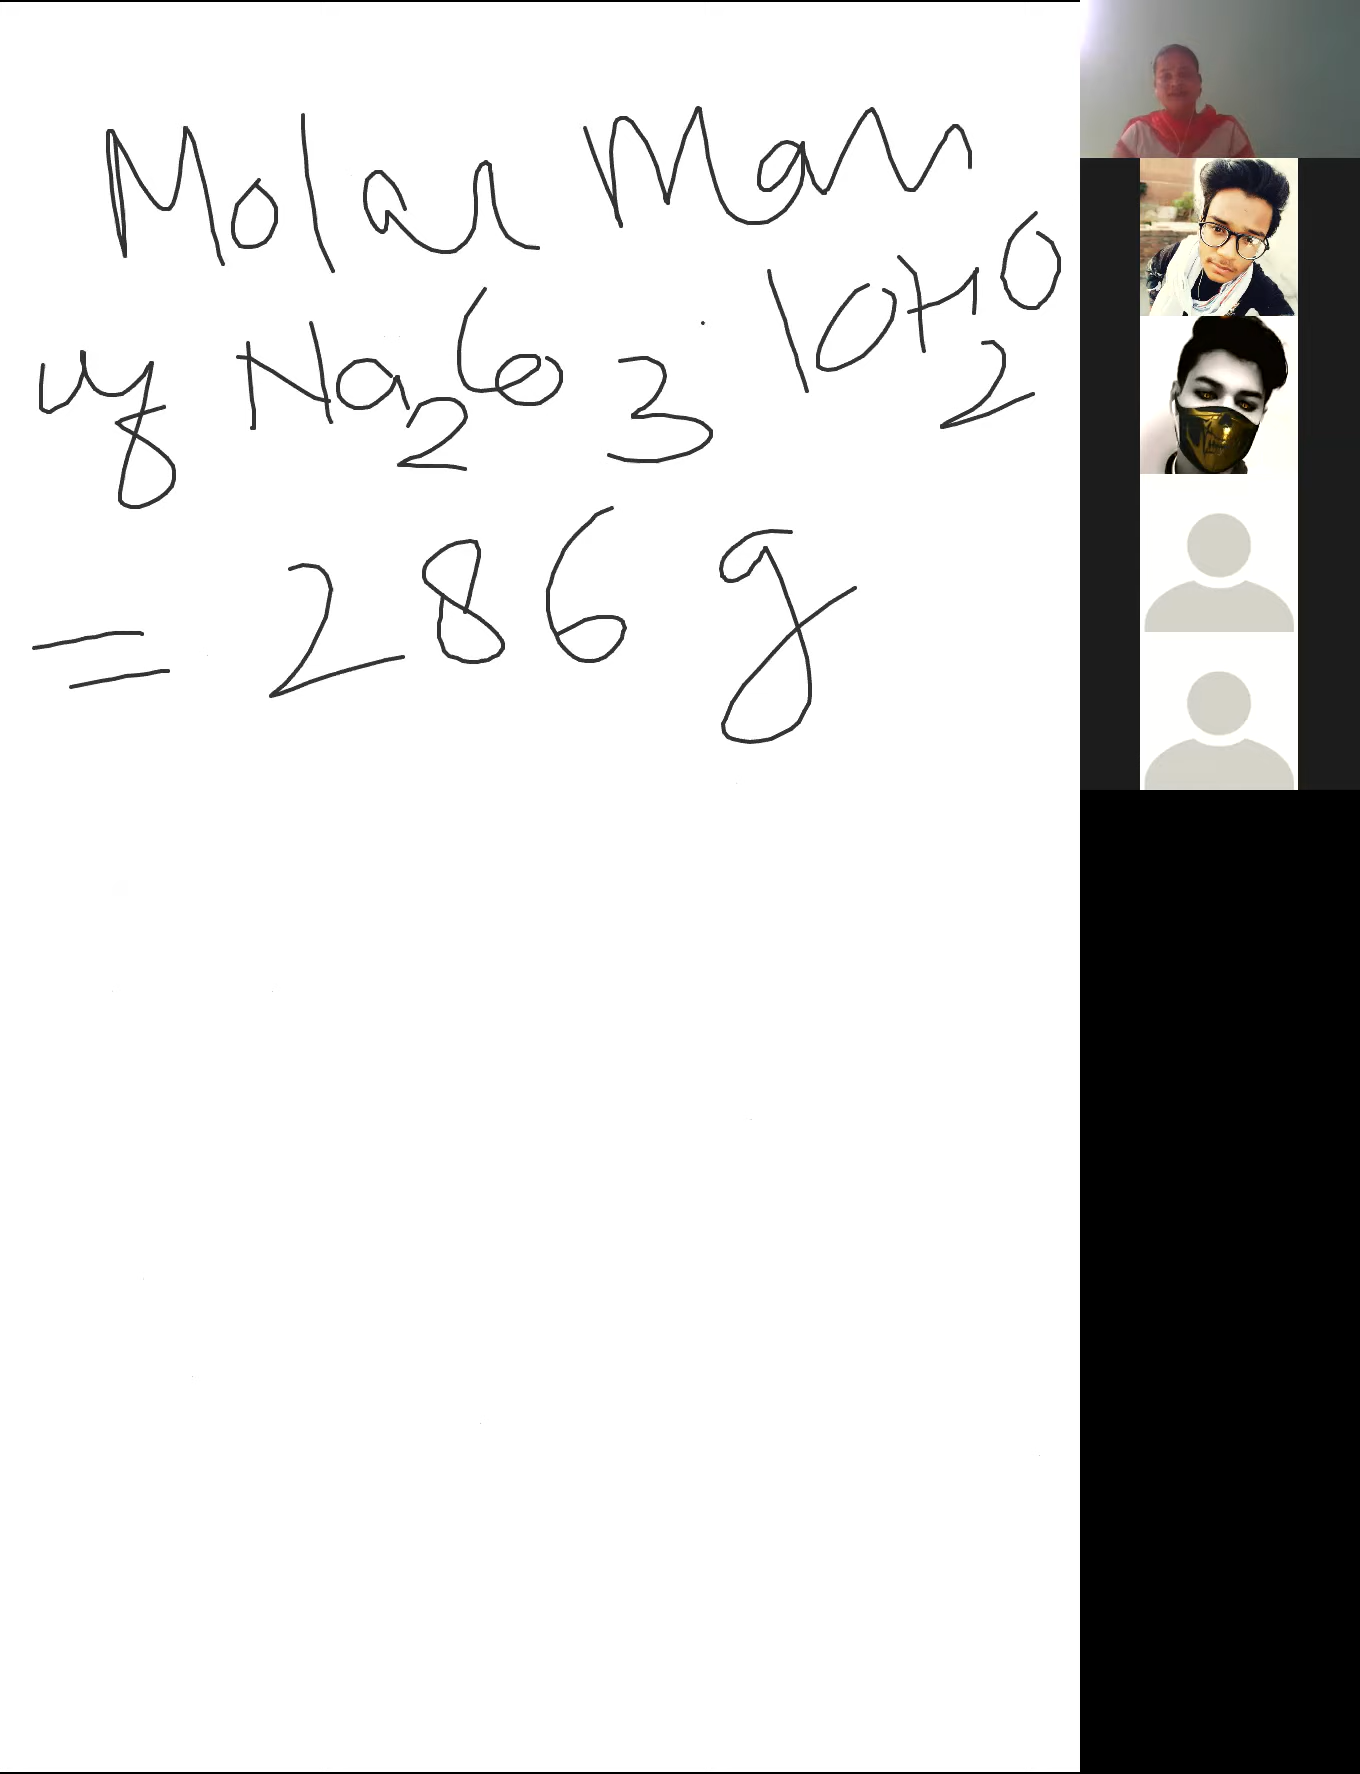 Molar Mass
of Na2CO3 . 10H2O
= 286 g